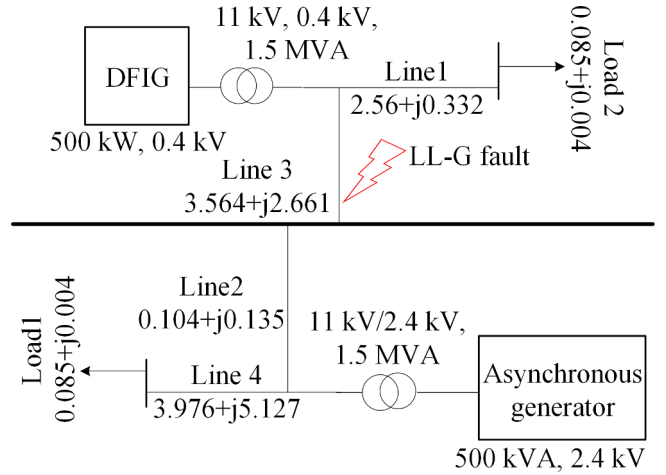 11 kV, 0.4 kV,
1.5 MVA
DFIG
500 kW, 0.4 kV
Line1
2.56+j0.332
Load 2
0.085+j0.004
LL-G fault
Line 3
3.564+j2.661
Line2
0.104+j0.135
Load1
0.085+j0.004
Line 4
3.976+j5.127
11 kV/2.4 kV,
1.5 MVA
Asynchronous
generator
500 kVA, 2.4 kV